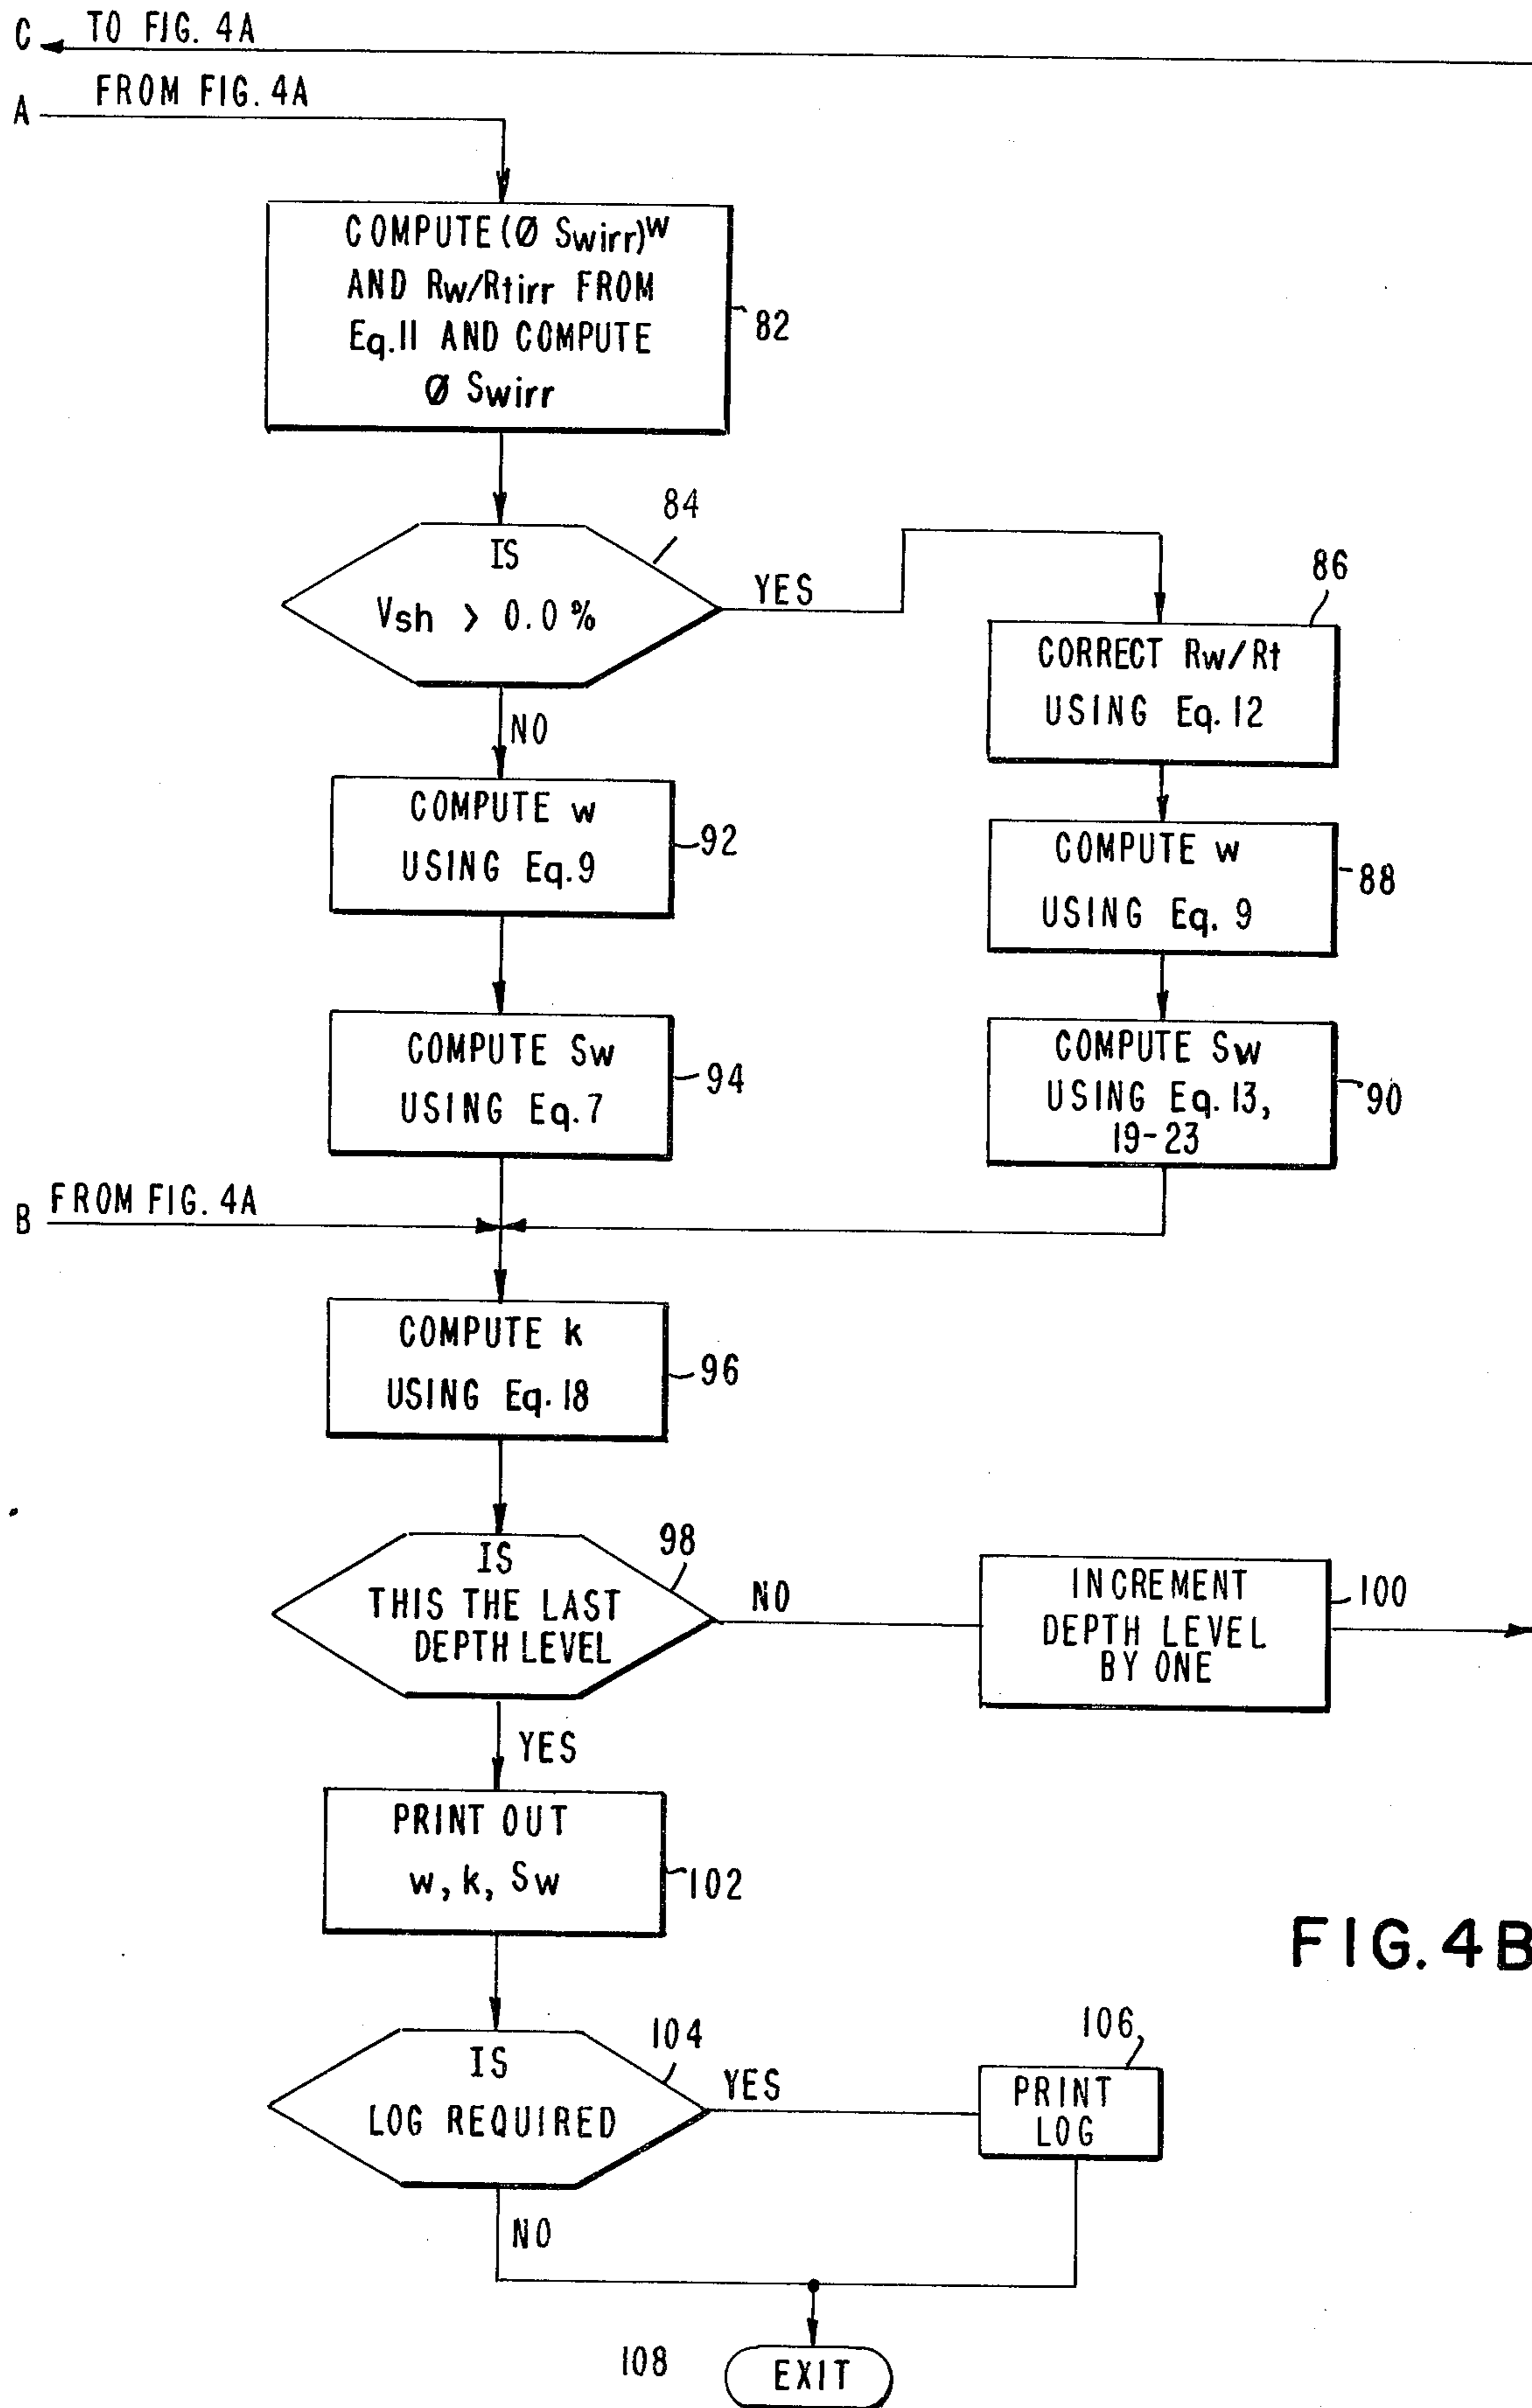 C TO FIG. 4A
A FROM FIG. 4A
COMPUTE (Ø Swirr)w
AND Rw/Rtirr FROM
Eq. 11 AND COMPUTE
Ø Swirr
82
84
IS
Vsh > 0.0 %
YES
NO
86
CORRECT Rw/Rt
USING Eq. 12
COMPUTE w
USING Eq. 9
92
COMPUTE w
USING Eq. 9
88
COMPUTE Sw
USING Eq. 7
94
COMPUTE Sw
USING Eq. 13,
19-23
90
B FROM FIG. 4A
COMPUTE k
USING Eq. 18
96
98
IS
THIS THE LAST
DEPTH LEVEL
NO
YES
INCREMENT
DEPTH LEVEL
BY ONE
100
PRINT OUT
w, k, Sw
102
FIG. 4B
104
IS
LOG REQUIRED
YES
NO
106
PRINT
LOG
108
EXIT